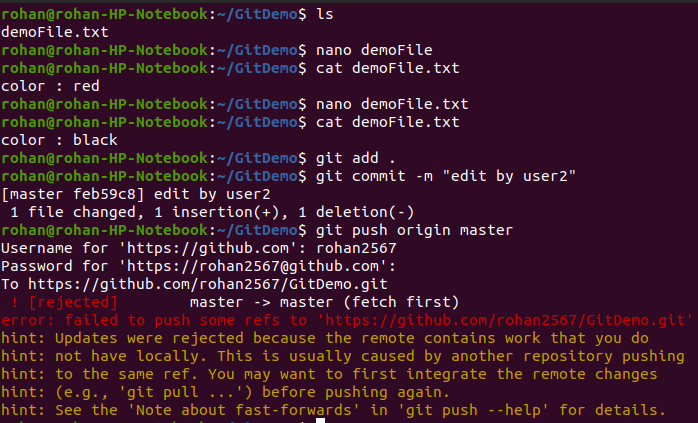 rohan@rohan-HP-Notebook:~/GitDemo$ ls
demoFile.txt
rohan@rohan-HP-Notebook:~/GitDemo$ nano demoFile
rohan@rohan-HP-Notebook:~/GitDemo$ cat demoFile.txt
color : red
rohan@rohan-HP-Notebook:~/GitDemo$ nano demoFile.txt
rohan@rohan-HP-Notebook:~/GitDemo$ cat demoFile.txt
color : black
rohan@rohan-HP-Notebook:~/GitDemo$ git add .
rohan@rohan-HP-Notebook:~/GitDemo$ git commit -m "edit by user2"
[master feb59c8] edit by user2
 1 file changed, 1 insertion(+), 1 deletion(-)
rohan@rohan-HP-Notebook:~/GitDemo$ git push origin master
Username for 'https://github.com': rohan2567
Password for 'https://rohan2567@github.com':
To https://github.com/rohan2567/GitDemo.git
 ! [rejected]        master -> master (fetch first)
error: failed to push some refs to 'https://github.com/rohan2567/GitDemo.git'
hint: Updates were rejected because the remote contains work that you do
hint: not have locally. This is usually caused by another repository pushing
hint: to the same ref. You may want to first integrate the remote changes
hint: (e.g., 'git pull ...') before pushing again.
hint: See the 'Note about fast-forwards' in 'git push --help' for details.
rohan@rohan-HP-Notebook:~/GitDemo$